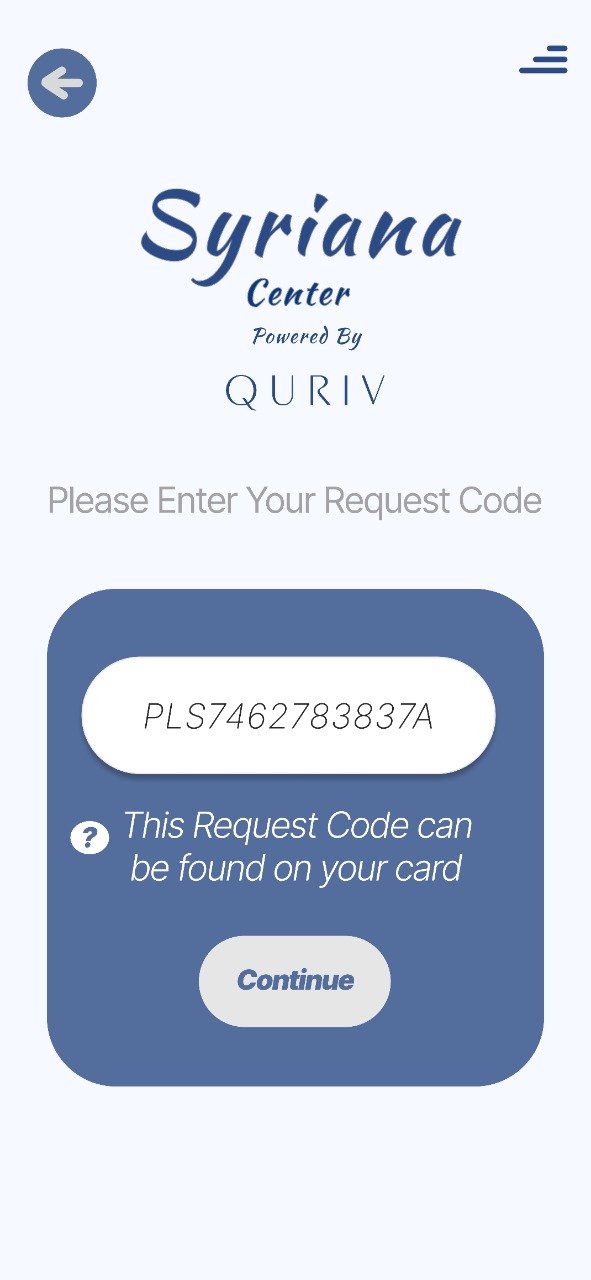 Syriana
Center
Powered By
QURIV
Please Enter Your Request Code
PLS7462783837A
? This Request Code can
be found on your card
Continue